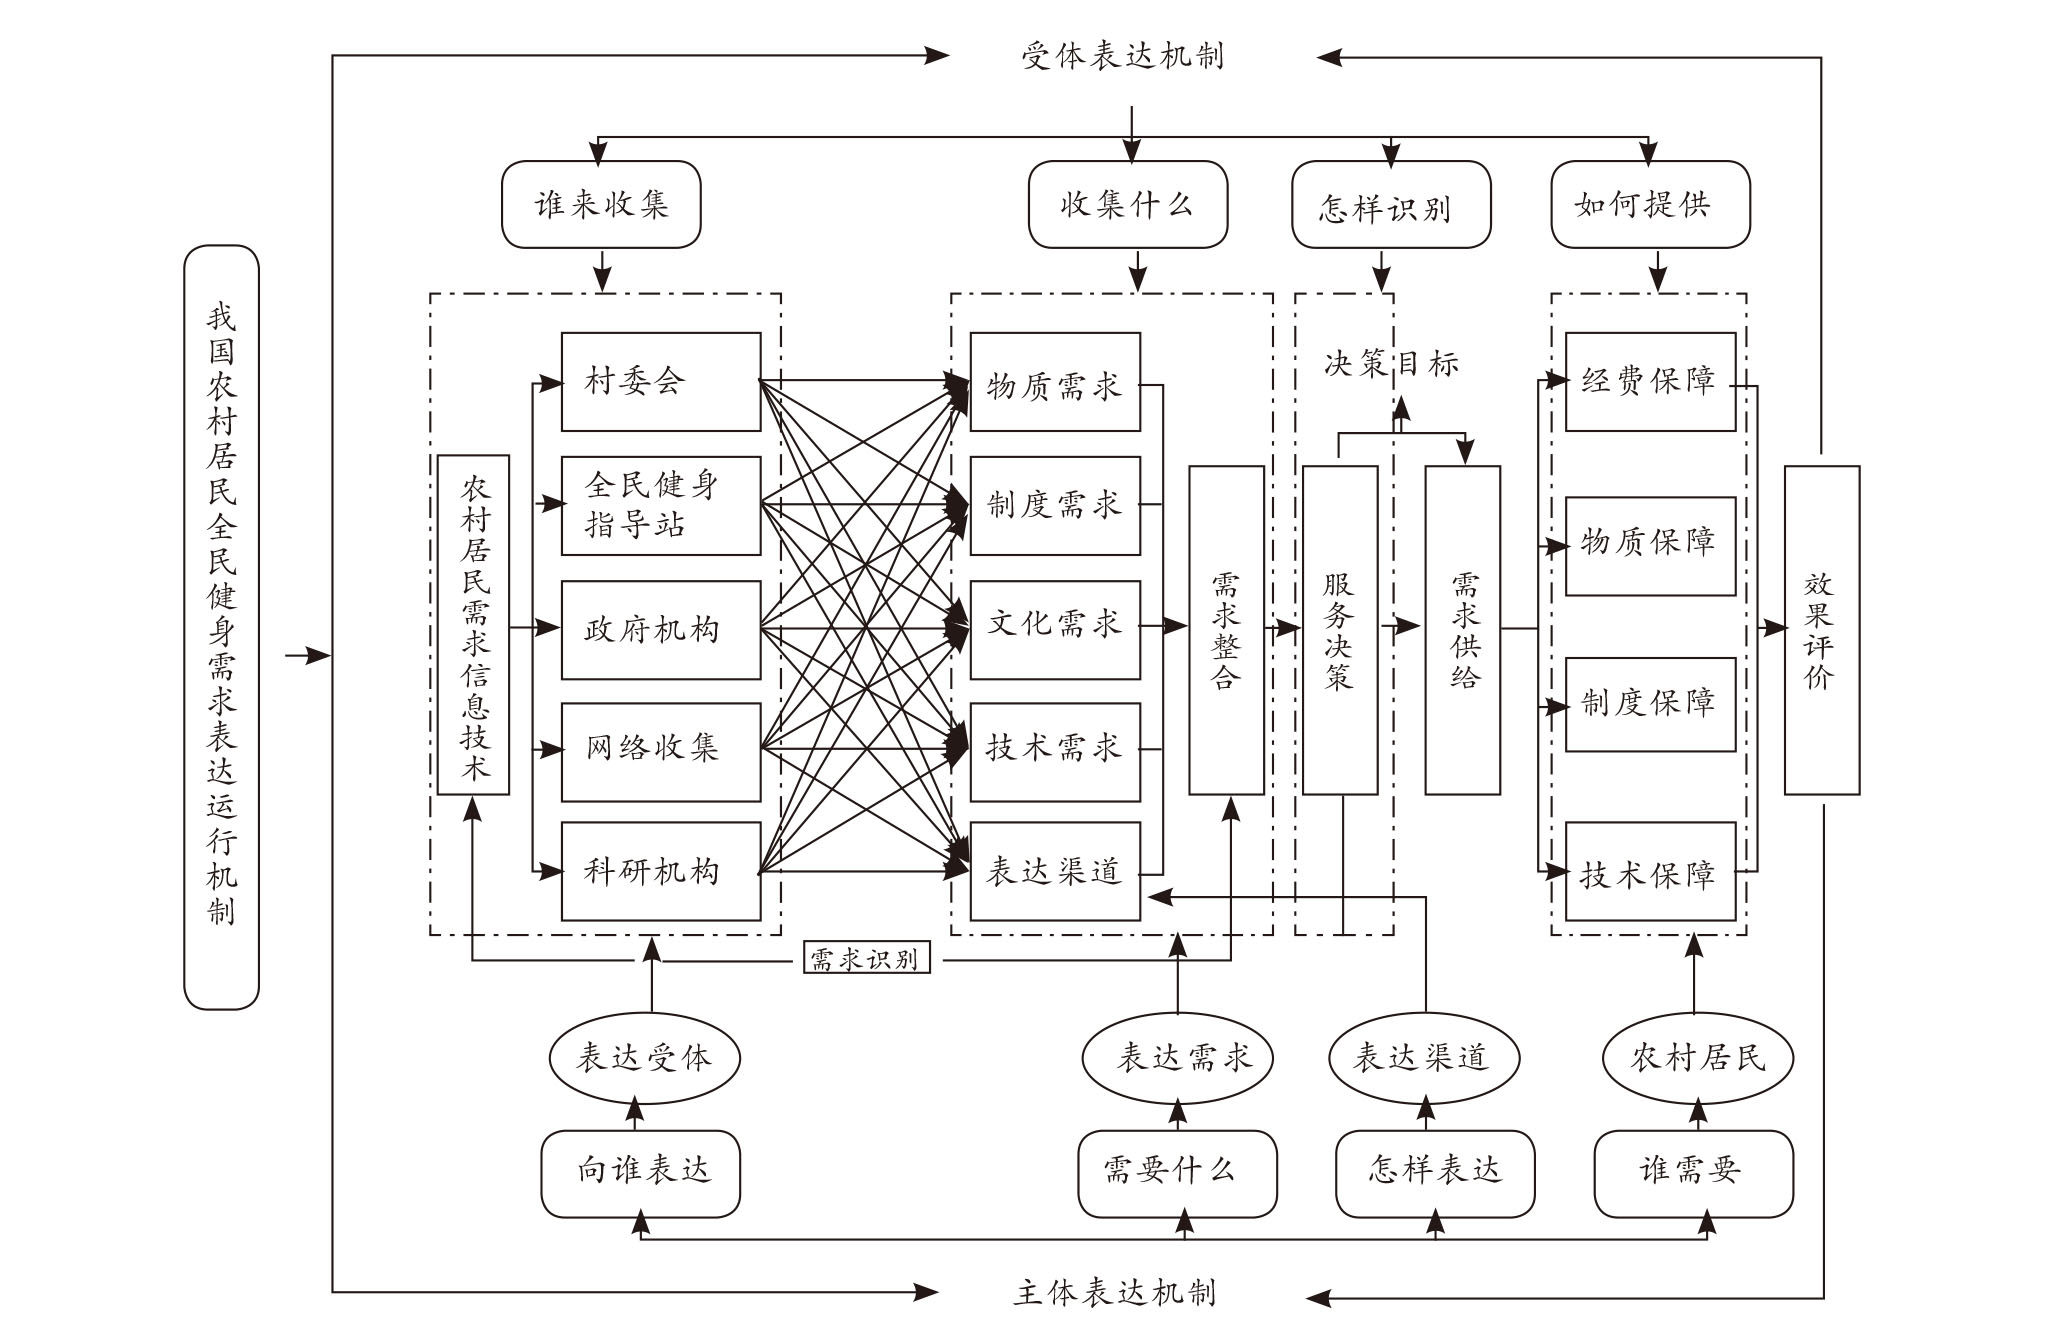 受体表达机制
谁来收集
收集什么
怎样识别
如何提供
我国农村居民全民健身需求表达运行机制
农村居民需求信息技术
村委会
全民健身
指导站
政府机构
网络收集
科研机构
物质需求
制度需求
文化需求
技术需求
表达渠道
需求整合
决策目标
服务决策
需求供给
经费保障
物质保障
制度保障
技术保障
效果评价
需求识别
表达受体
表达需求
表达渠道
农村居民
向谁表达
需要什么
怎样表达
谁需要
主体表达机制